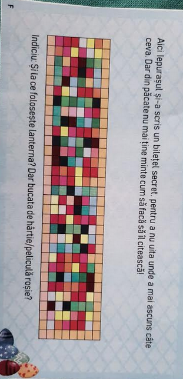 Aici Iepurașul și-a scris un bilețel secret, pentru a nu uita unde a mai ascuns câte
ceva. Dar din păcate nu mai ține minte cum să facă să îl citească!
Indiciu: Și la ce folosește lanterna? Dar bucata de hârtie/peliculă roșie?
F